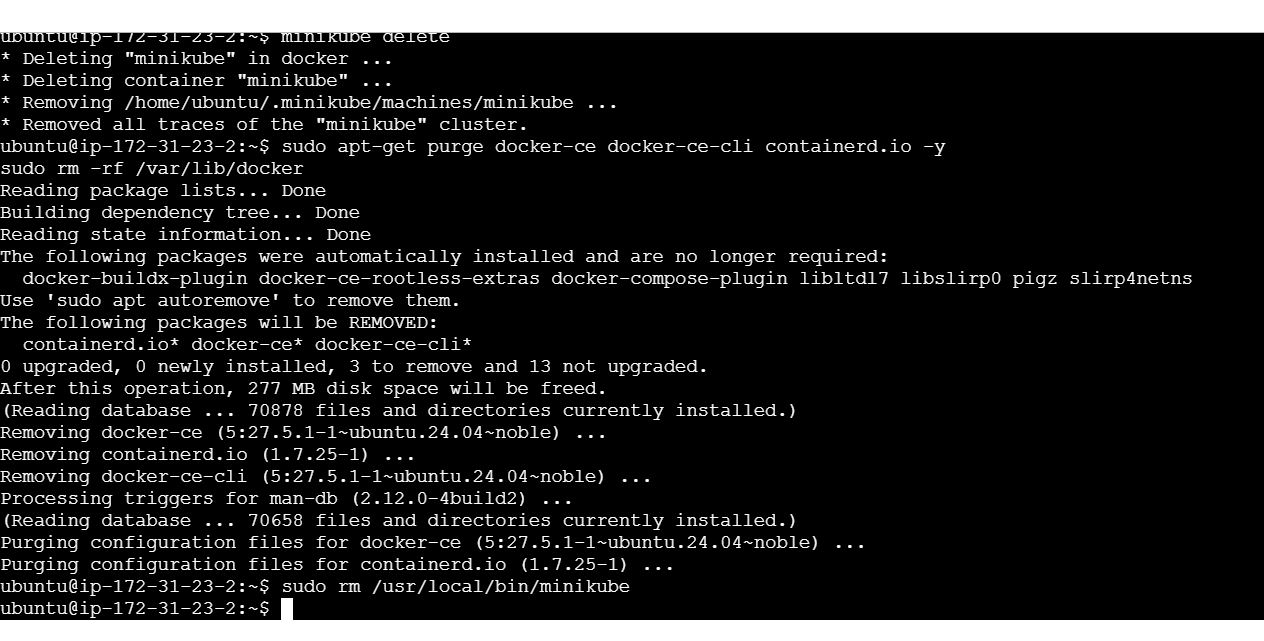 ubuntu@ip-172-31-23-2:~$ minikube delete
* Deleting "minikube" in docker ...
* Deleting container "minikube" ...
* Removing /home/ubuntu/.minikube/machines/minikube ...
* Removed all traces of the "minikube" cluster.
ubuntu@ip-172-31-23-2:~$ sudo apt-get purge docker-ce docker-ce-cli containerd.io -y
sudo rm -rf /var/lib/docker
Reading package lists... Done
Building dependency tree... Done
Reading state information... Done
The following packages were automatically installed and are no longer required:
  docker-buildx-plugin docker-ce-rootless-extras docker-compose-plugin libltdl7 libslirp0 pigz slirp4netns
Use 'sudo apt autoremove' to remove them.
The following packages will be REMOVED:
  containerd.io* docker-ce* docker-ce-cli*
0 upgraded, 0 newly installed, 3 to remove and 13 not upgraded.
After this operation, 277 MB disk space will be freed.
(Reading database ... 70878 files and directories currently installed.)
Removing docker-ce (5:27.5.1-1~ubuntu.24.04~noble) ...
Removing containerd.io (1.7.25-1) ...
Removing docker-ce-cli (5:27.5.1-1~ubuntu.24.04~noble) ...
Processing triggers for man-db (2.12.0-4build2) ...
(Reading database ... 70658 files and directories currently installed.)
Purging configuration files for docker-ce (5:27.5.1-1~ubuntu.24.04~noble) ...
Purging configuration files for containerd.io (1.7.25-1) ...
ubuntu@ip-172-31-23-2:~$ sudo rm /usr/local/bin/minikube
ubuntu@ip-172-31-23-2:~$